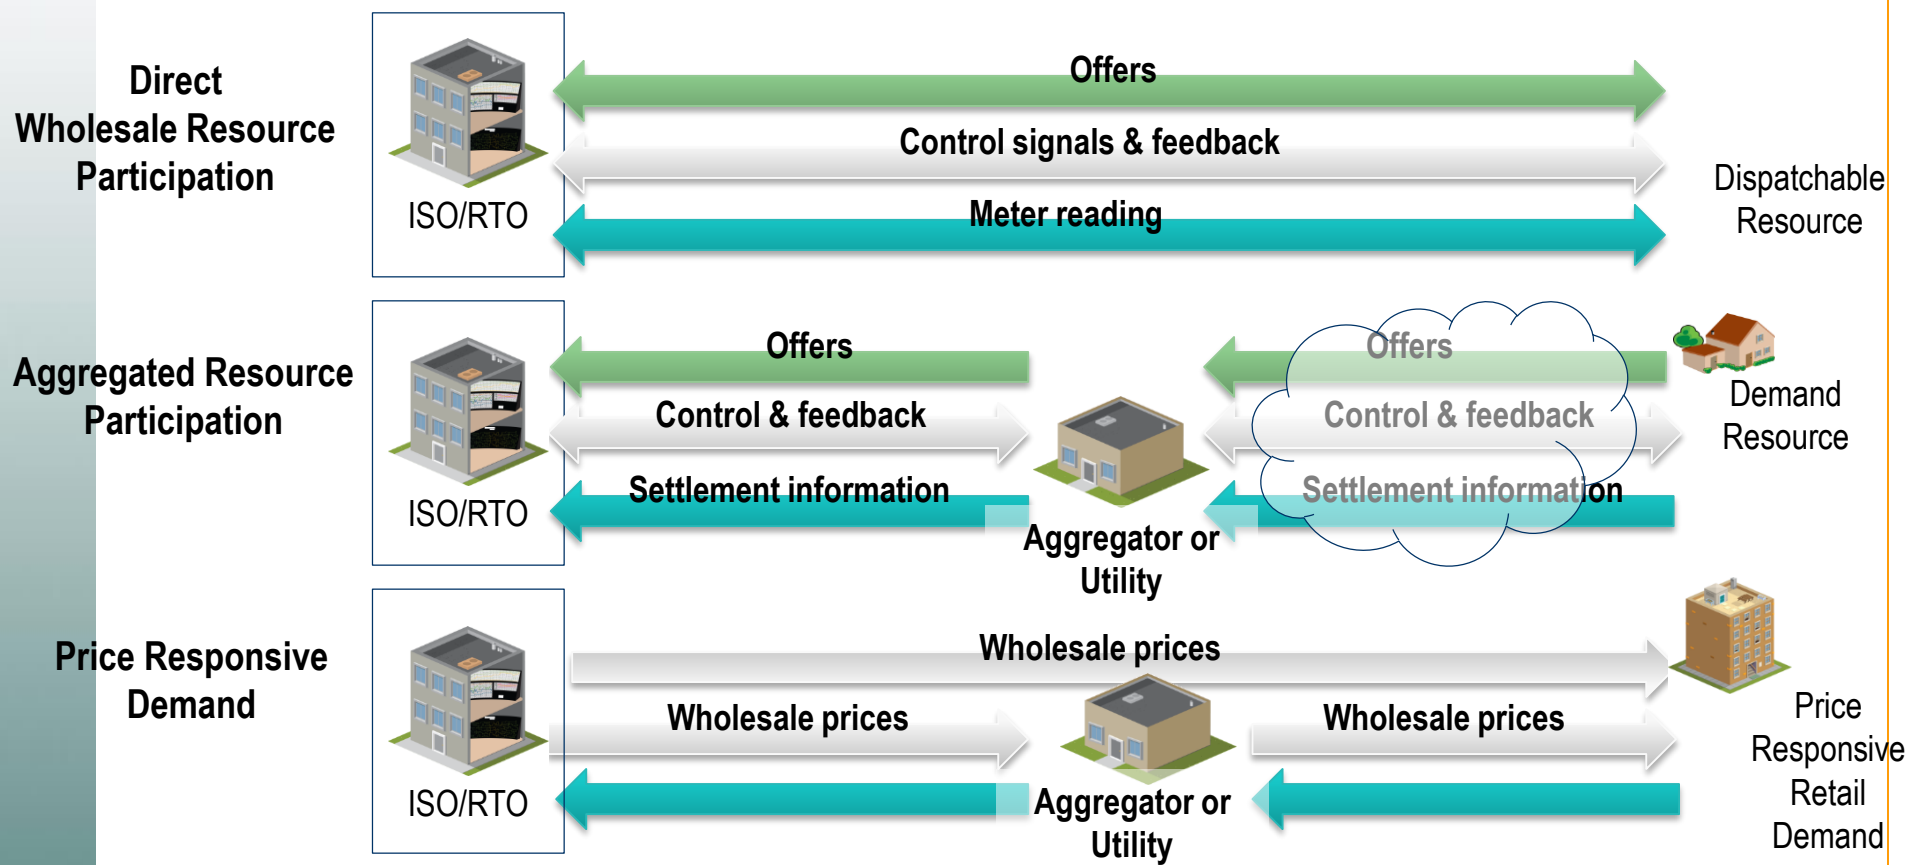 Direct
Wholesale Resource
Participation
ISO/RTO
Offers
Control signals & feedback
Meter reading
Dispatchable
Resource
Aggregated Resource
Participation
ISO/RTO
Offers
Control & feedback
Settlement information
Aggregator or
Utility
Offers
Control & feedback
Settlement information
Demand
Resource
Price Responsive
Demand
ISO/RTO
Wholesale prices
Wholesale prices
Aggregator or
Utility
Wholesale prices
Price
Responsive
Retail
Demand